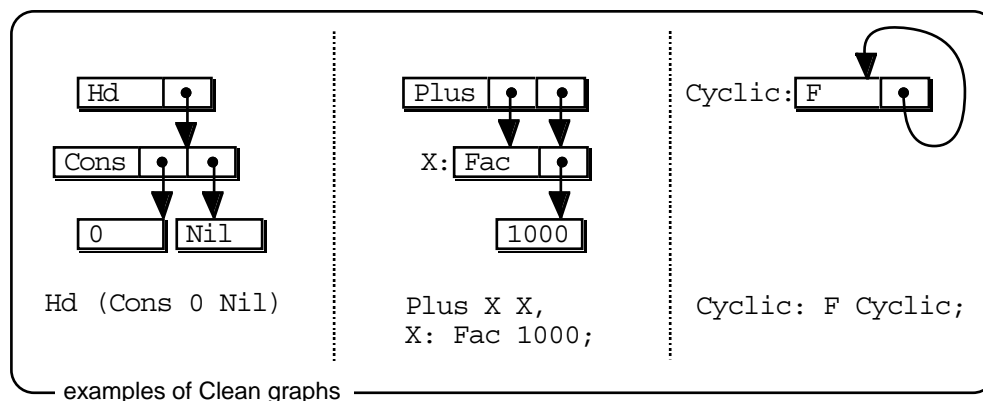 Hd
Cons
0
Nil
Hd (Cons 0 Nil)
Plus
X: Fac
1000
Plus X X,
X: Fac 1000;
Cyclic: F
Cyclic: F Cyclic;
examples of Clean graphs